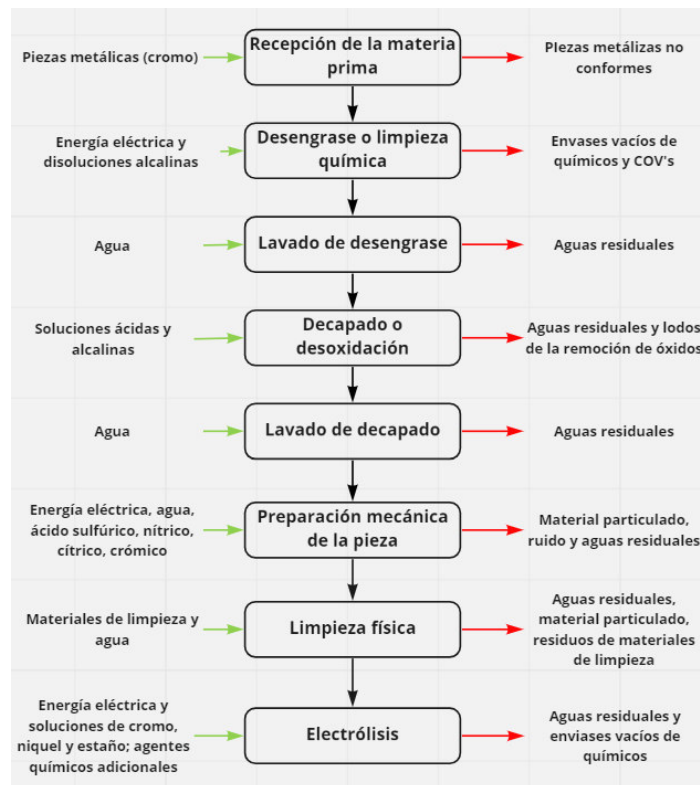 Piezas metálicas (cromo)
Recepción de la materia
prima
PIezas metálizas no
conformes
Energía eléctrica y
disoluciones alcalinas
Desengrase o limpieza
química
Envases vacíos de
químicos y COV's
Agua
Lavado de desengrase
Aguas residuales
Soluciones ácidas y
alcalinas
Decapado o
desoxidación
Aguas residuales y lodos
de la remoción de óxidos
Agua
Lavado de decapado
Aguas residuales
Energía eléctrica, agua,
ácido sulfúrico, nítrico,
cítrico, crómico
Preparación mecánica
de la pieza
Material particulado,
ruido y aguas residuales
Materiales de limpieza y
agua
Limpieza física
Aguas residuales,
material particulado,
residuos de materiales
de limpieza
Energía eléctrica y
soluciones de cromo,
niquel y estaño; agentes
químicos adicionales
Electrólisis
Aguas residuales y
enviases vacíos de
químicos